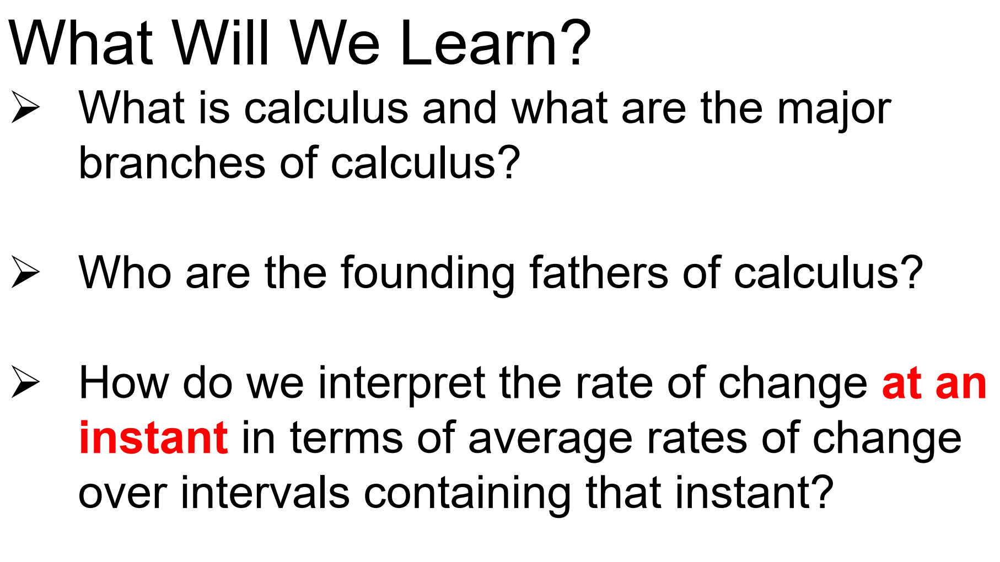 What Will We Learn?
➢ What is calculus and what are the major
branches of calculus?
➢ Who are the founding fathers of calculus?
➢ How do we interpret the rate of change at an
instant in terms of average rates of change
over intervals containing that instant?